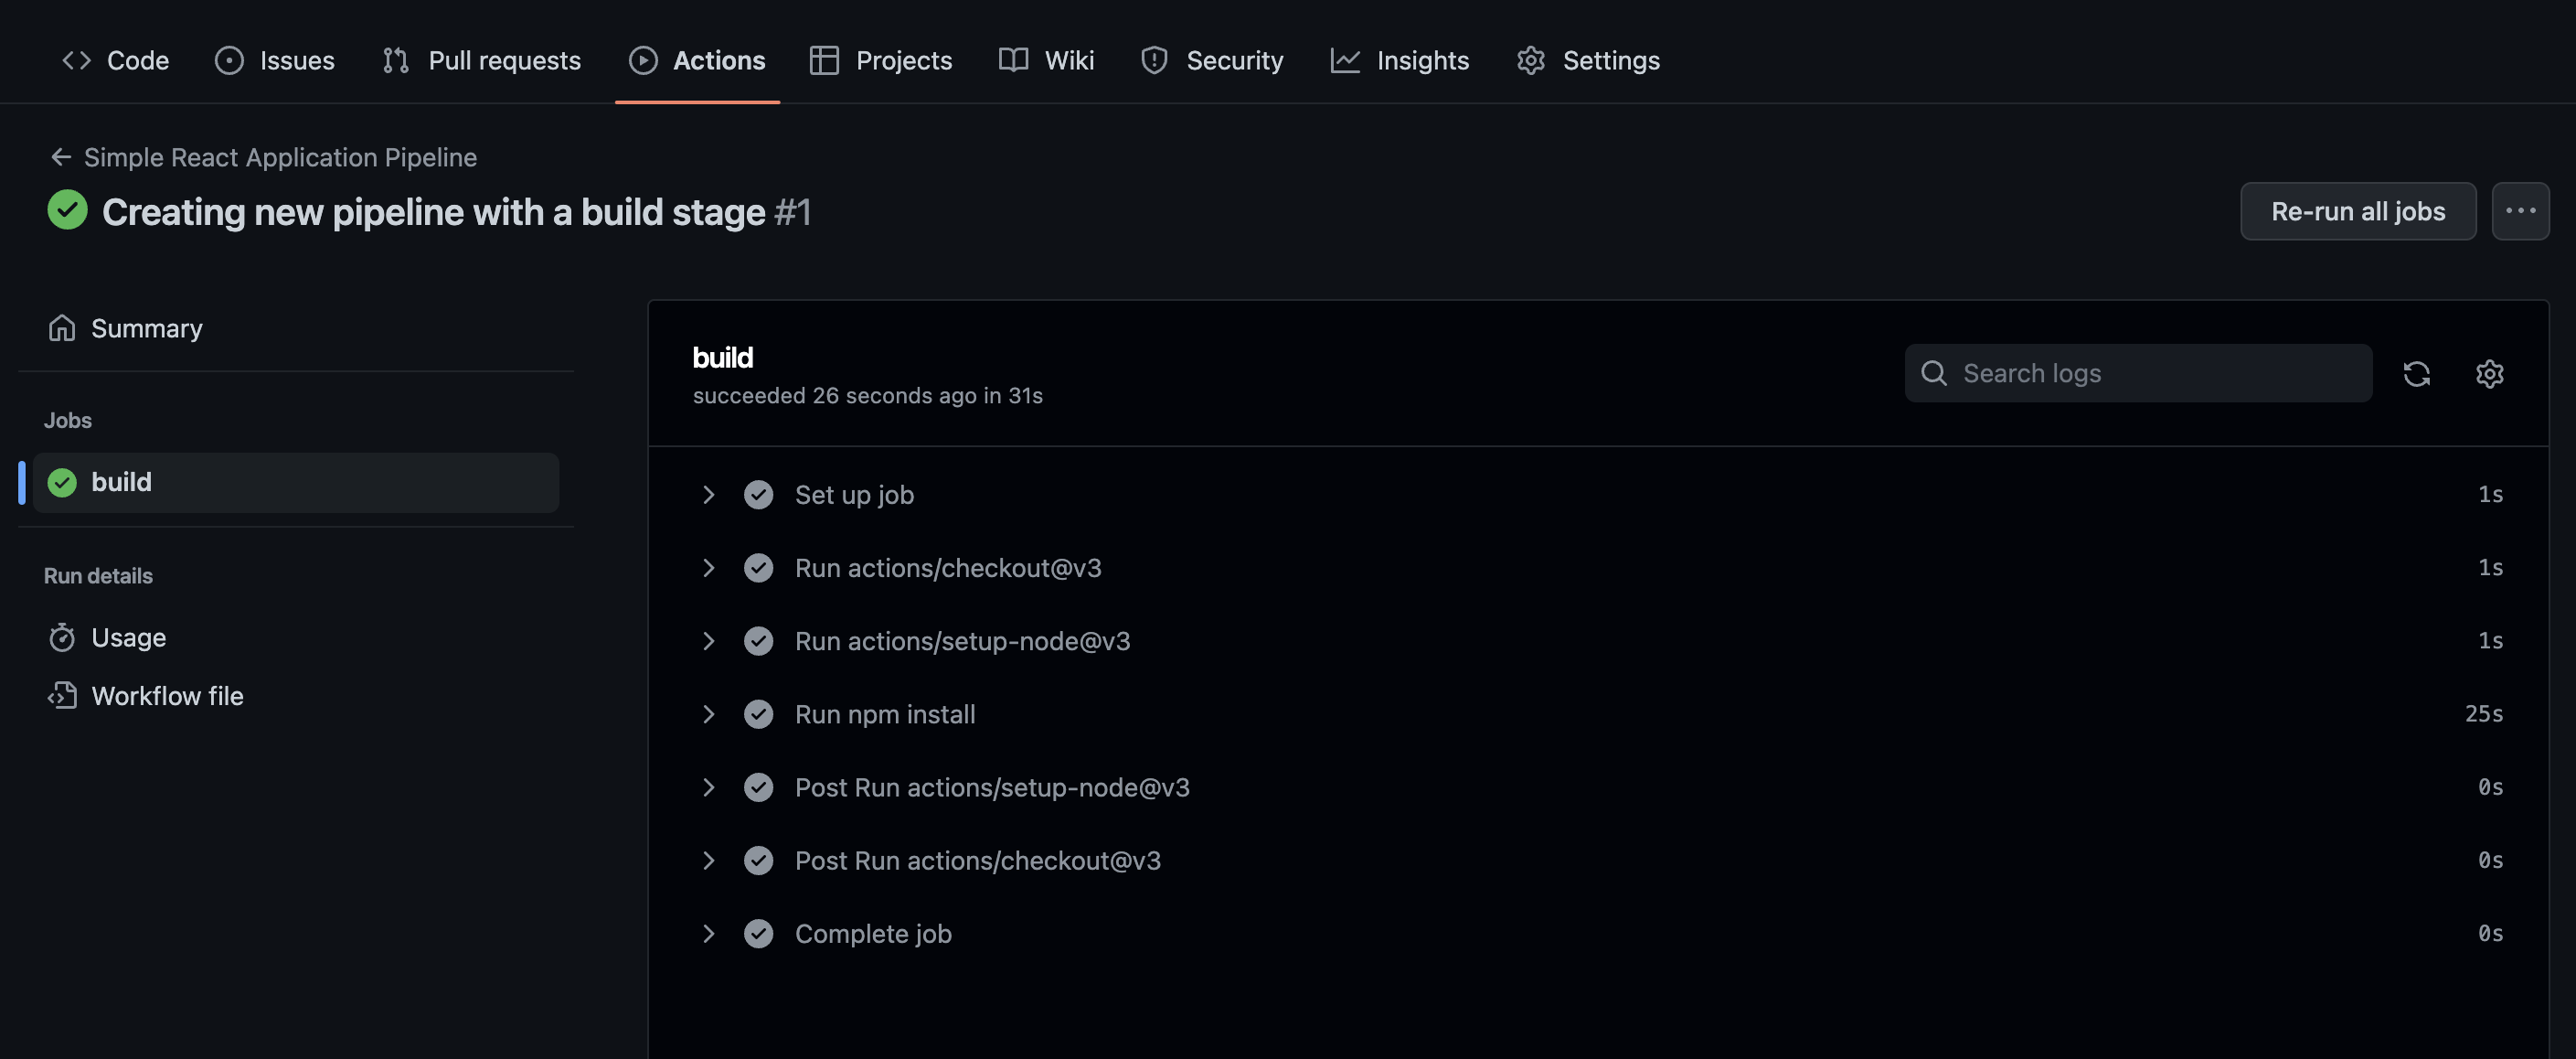 Code Issues Pull requests Actions Projects Wiki Security Insights Settings
Simple React Application Pipeline
Creating new pipeline with a build stage #1
Re-run all jobs
Summary
Jobs
build
Run details
Usage
Workflow file
build
succeeded 26 seconds ago in 31s
Search logs
Set up job 1s
Run actions/checkout@v3 1s
Run actions/setup-node@v3 1s
Run npm install 25s
Post Run actions/setup-node@v3 0s
Post Run actions/checkout@v3 0s
Complete job 0s